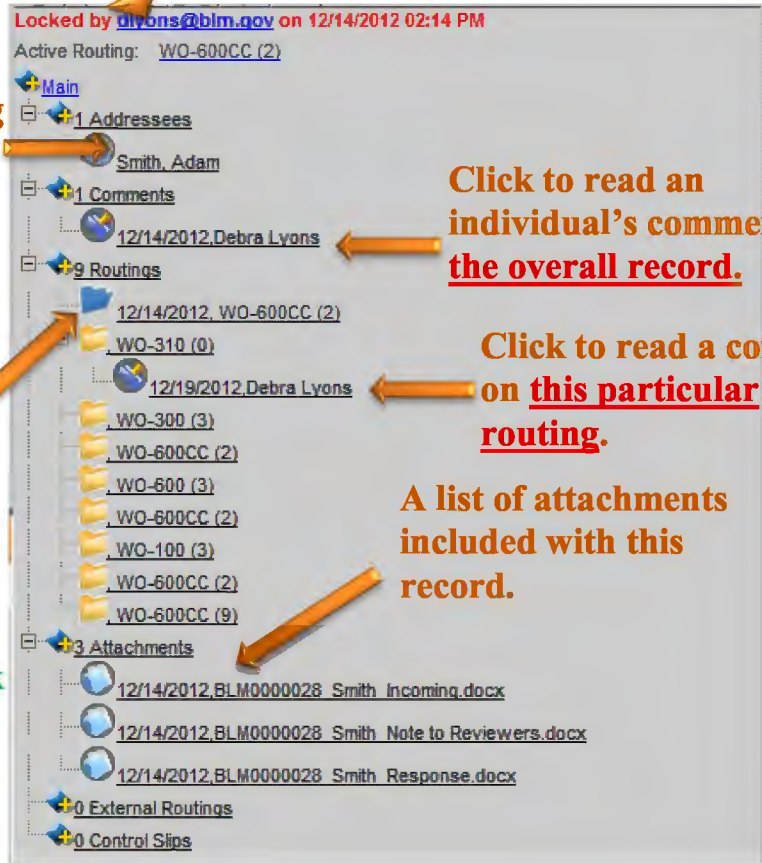 Locked by dlyons@blm.gov on 12/14/2012 02:14 PM
Active Routing: WO-600CC (2)
Main
1 Addressees
Smith, Adam
1 Comments
12/14/2012,Debra Lyons
Click to read an
individual's
the overall record.
9 Routings
12/14/2012, WO-600CC (2)
, WO-310 (0)
12/19/2012,Debra Lyons
Click to read a
on this particular
routing.
, WO-300 (3)
, WO-600CC (2)
, WO-600 (3)
, WO-600CC (2)
, WO-100 (3)
, WO-600CC (2)
, WO-600CC (9)
A list of attachments
included with this
record.
3 Attachments
12/14/2012,BLM0000028 Smith Incoming.docx
12/14/2012,BLM0000028 Smith Note to Reviewers.docx
12/14/2012,BLM0000028 Smith Response.docx
0 External Routings
0 Control Slips